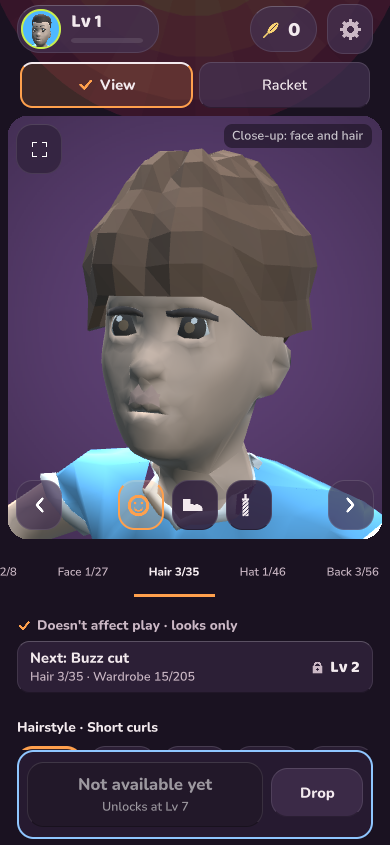 Lv 1
0
View
Racket
Close-up: face and hair
2/8
Face 1/27
Hair 3/35
Hat 1/46
Back 3/56
Doesn't affect play · looks only
Next: Buzz cut
Hair 3/35 · Wardrobe 15/205
Lv 2
Hairstyle · Short curls
Not available yet
Unlocks at Lv 7
Drop